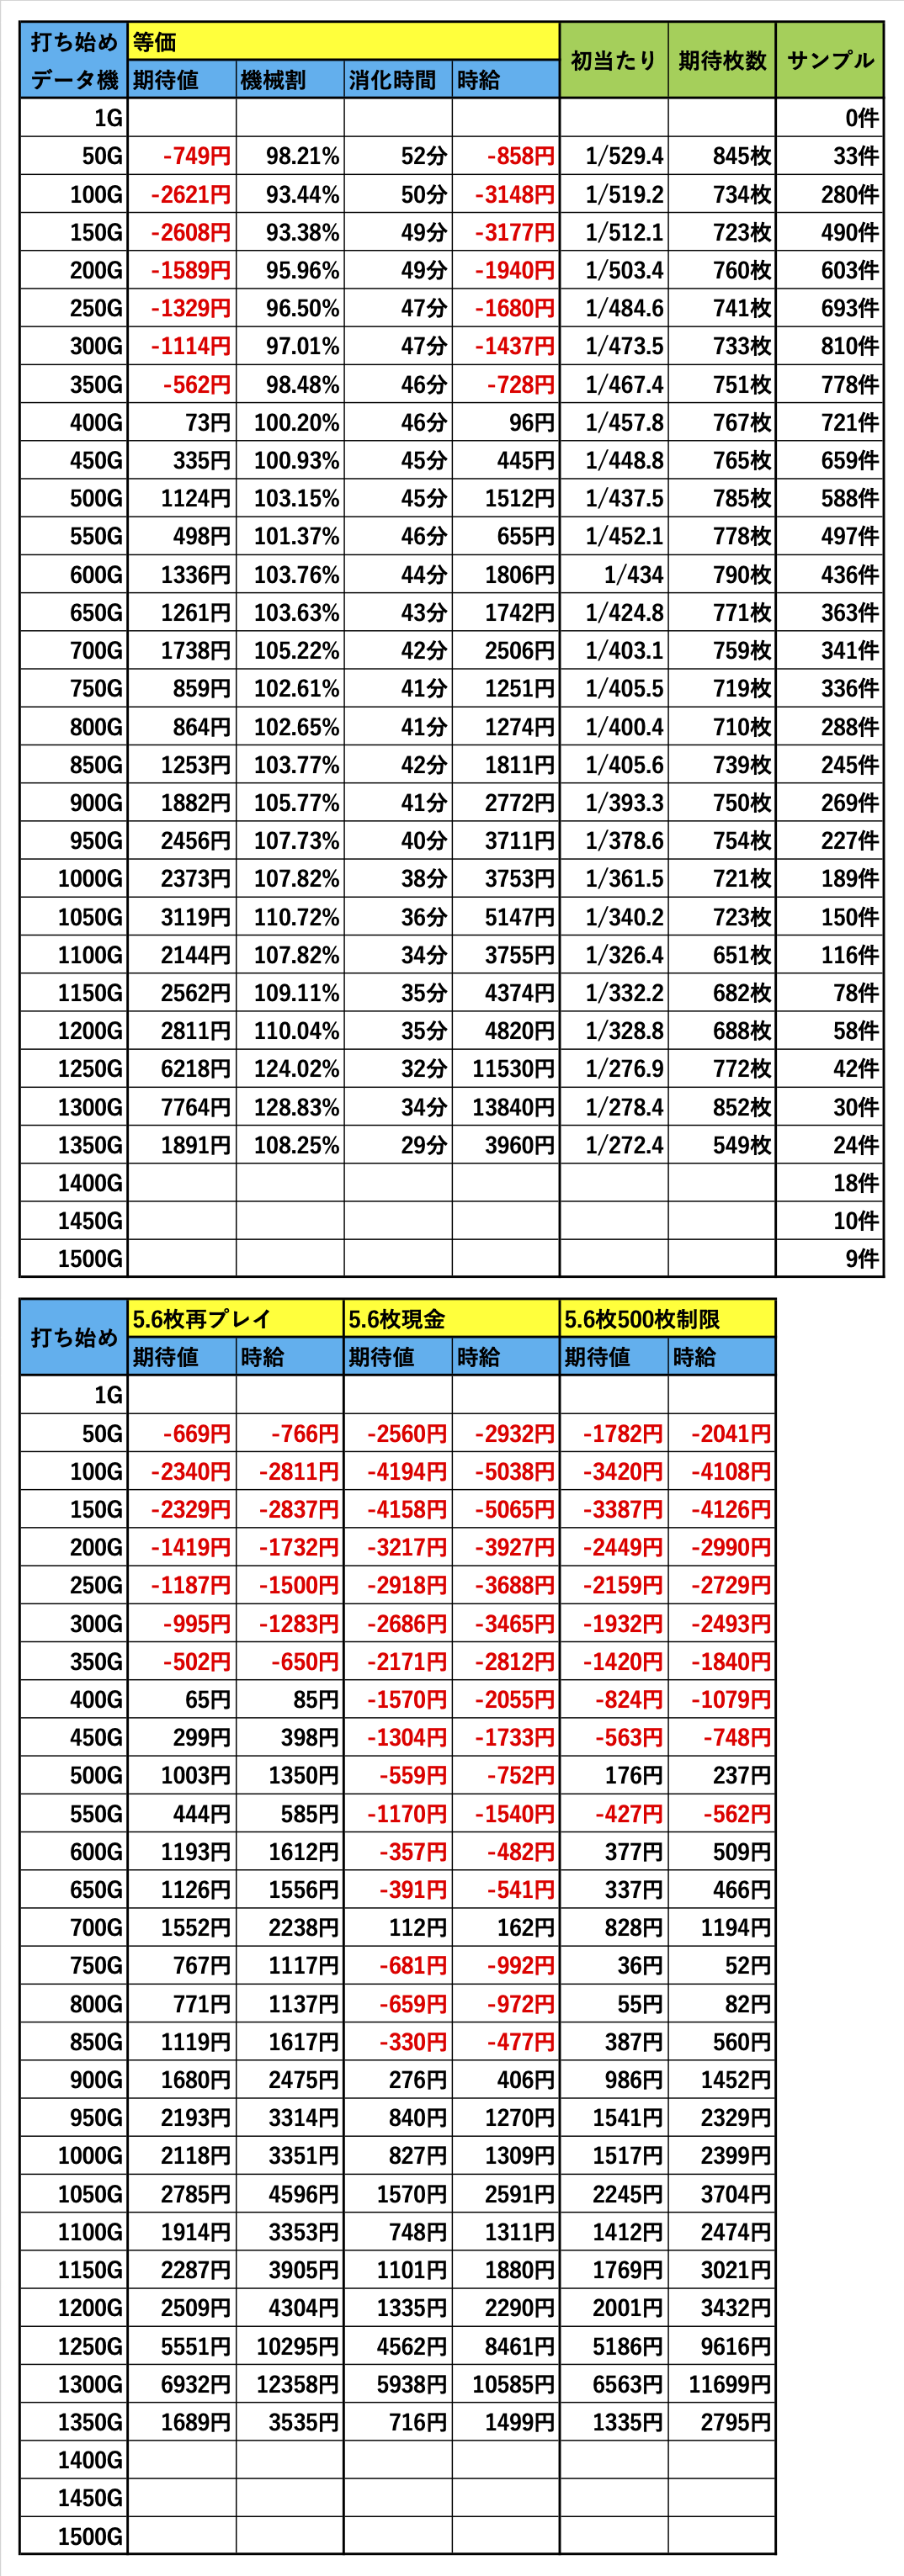 打ち始め 等価 初当たり 期待枚数 サンプル
データ機 期待値 機械割 消化時間 時給
1G 0件
50G -749円 98.21% 52分 -858円 1/529.4 845枚 33件
100G -2621円 93.44% 50分 -3148円 1/519.2 734枚 280件
150G -2608円 93.38% 49分 -3177円 1/512.1 723枚 490件
200G -1589円 95.96% 49分 -1940円 1/503.4 760枚 603件
250G -1329円 96.50% 47分 -1680円 1/484.6 741枚 693件
300G -1114円 97.01% 47分 -1437円 1/473.5 733枚 810件
350G -562円 98.48% 46分 -728円 1/467.4 751枚 778件
400G 73円 100.20% 46分 96円 1/457.8 767枚 721件
450G 335円 100.93% 45分 445円 1/448.8 765枚 659件
500G 1124円 103.15% 45分 1512円 1/437.5 785枚 588件
550G 498円 101.37% 46分 655円 1/452.1 778枚 497件
600G 1336円 103.76% 44分 1806円 1/434 790枚 436件
650G 1261円 103.63% 43分 1742円 1/424.8 771枚 363件
700G 1738円 105.22% 42分 2506円 1/403.1 759枚 341件
750G 859円 102.61% 41分 1251円 1/405.5 719枚 336件
800G 864円 102.65% 41分 1274円 1/400.4 710枚 288件
850G 1253円 103.77% 42分 1811円 1/405.6 739枚 245件
900G 1882円 105.77% 41分 2772円 1/393.3 750枚 269件
950G 2456円 107.73% 40分 3711円 1/378.6 754枚 227件
1000G 2373円 107.82% 38分 3753円 1/361.5 721枚 189件
1050G 3119円 110.72% 36分 5147円 1/340.2 723枚 150件
1100G 2144円 107.82% 34分 3755円 1/326.4 651枚 116件
1150G 2562円 109.11% 35分 4374円 1/332.2 682枚 78件
1200G 2811円 110.04% 35分 4820円 1/328.8 688枚 58件
1250G 6218円 124.02% 32分 11530円 1/276.9 772枚 42件
1300G 7764円 128.83% 34分 13840円 1/278.4 852枚 30件
1350G 1891円 108.25% 29分 3960円 1/272.4 549枚 24件
1400G 18件
1450G 10件
1500G 9件
打ち始め 5.6枚再プレイ 5.6枚現金 5.6枚500枚制限
期待値 時給 期待値 時給 期待値 時給
1G
50G -669円 -766円 -2560円 -2932円 -1782円 -2041円
100G -2340円 -2811円 -4194円 -5038円 -3420円 -4108円
150G -2329円 -2837円 -4158円 -5065円 -3387円 -4126円
200G -1419円 -1732円 -3217円 -3927円 -2449円 -2990円
250G -1187円 -1500円 -2918円 -3688円 -2159円 -2729円
300G -995円 -1283円 -2686円 -3465円 -1932円 -2493円
350G -502円 -650円 -2171円 -2812円 -1420円 -1840円
400G 65円 85円 -1570円 -2055円 -824円 -1079円
450G 299円 398円 -1304円 -1733円 -563円 -748円
500G 1003円 1350円 -559円 -752円 176円 237円
550G 444円 585円 -1170円 -1540円 -427円 -562円
600G 1193円 1612円 -357円 -482円 377円 509円
650G 1126円 1556円 -391円 -541円 337円 466円
700G 1552円 2238円 112円 162円 828円 1194円
750G 767円 1117円 -681円 -992円 36円 52円
800G 771円 1137円 -659円 -972円 55円 82円
850G 1119円 1617円 -330円 -477円 387円 560円
900G 1680円 2475円 276円 406円 986円 1452円
950G 2193円 3314円 840円 1270円 1541円 2329円
1000G 2118円 3351円 827円 1309円 1517円 2399円
1050G 2785円 4596円 1570円 2591円 2245円 3704円
1100G 1914円 3353円 748円 1311円 1412円 2474円
1150G 2287円 3905円 1101円 1880円 1769円 3021円
1200G 2509円 4304円 1335円 2290円 2001円 3432円
1250G 5551円 10295円 4562円 8461円 5186円 9616円
1300G 6932円 12358円 5938円 10585円 6563円 11699円
1350G 1689円 3535円 716円 1499円 1335円 2795円
1400G
1450G
1500G